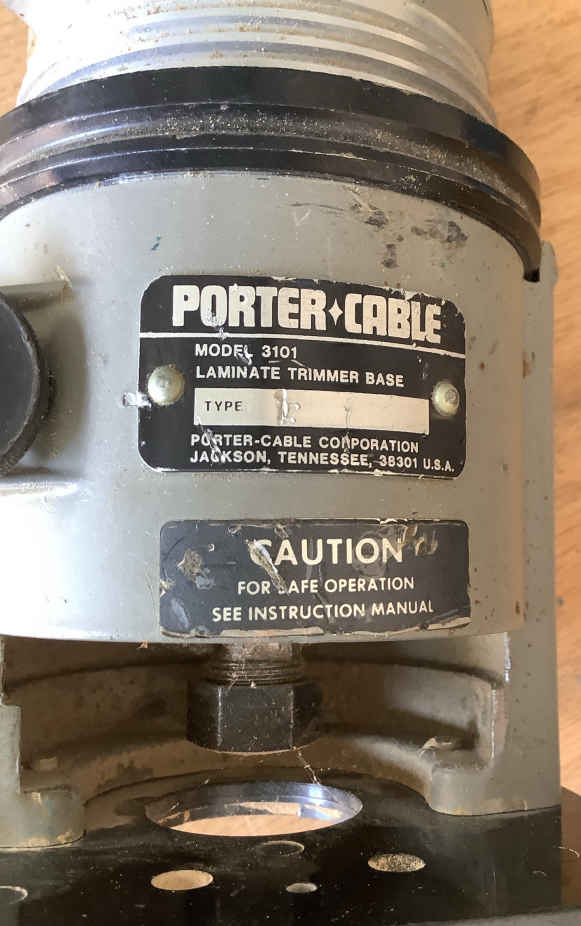 PORTER CABLE
MODEL 3101
LAMINATE TRIMMER BASE
TYPE
PORTER-CABLE CORPORATION
JACKSON, TENNESSEE, 38301 U.S.A.
CAUTION
FOR SAFE OPERATION
SEE INSTRUCTION MANUAL